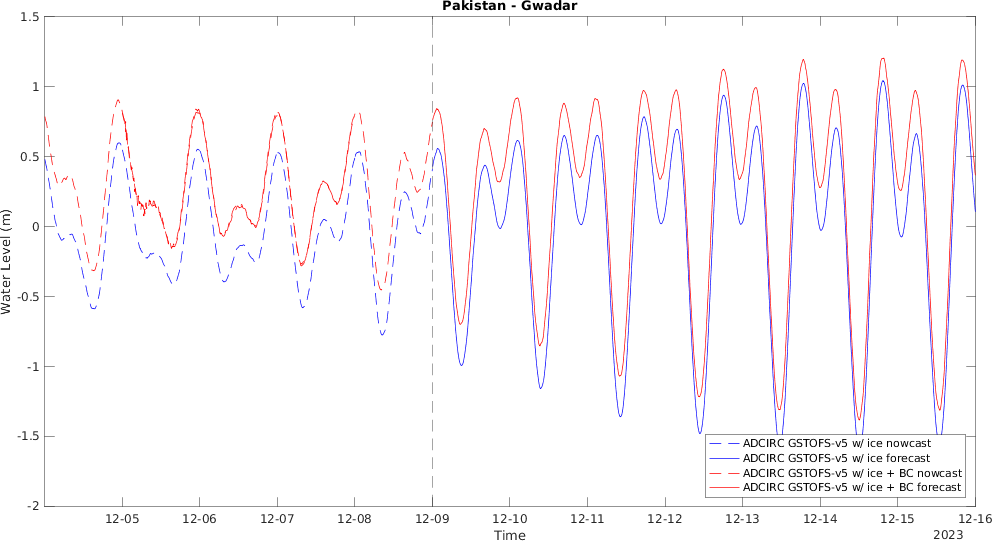 Pakistan - Gwadar
Water Level (m)
1.5
1
0.5
0
-0.5
-1
-1.5
-2
ADCIRC GSTOFS-v5 w/ ice nowcast
ADCIRC GSTOFS-v5 w/ ice forecast
ADCIRC GSTOFS-v5 w/ ice + BC nowcast
ADCIRC GSTOFS-v5 w/ ice + BC forecast
12-05 12-06 12-07 12-08 12-09 12-10 12-11 12-12 12-13 12-14 12-15 12-16
Time
2023